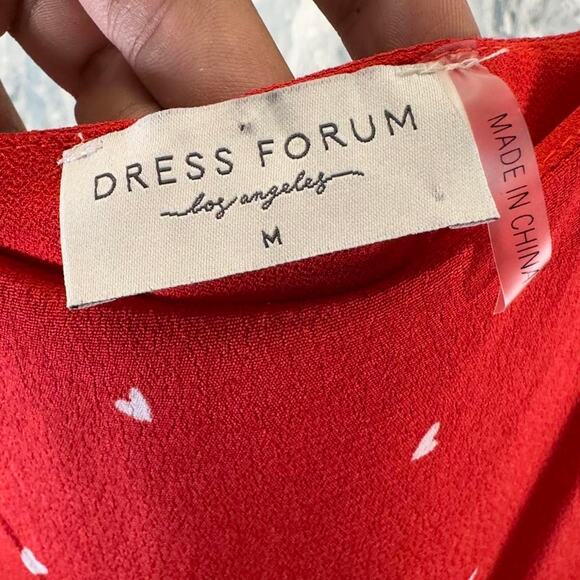 DRESS FORUM
los angeles
M
MADE IN CHINA